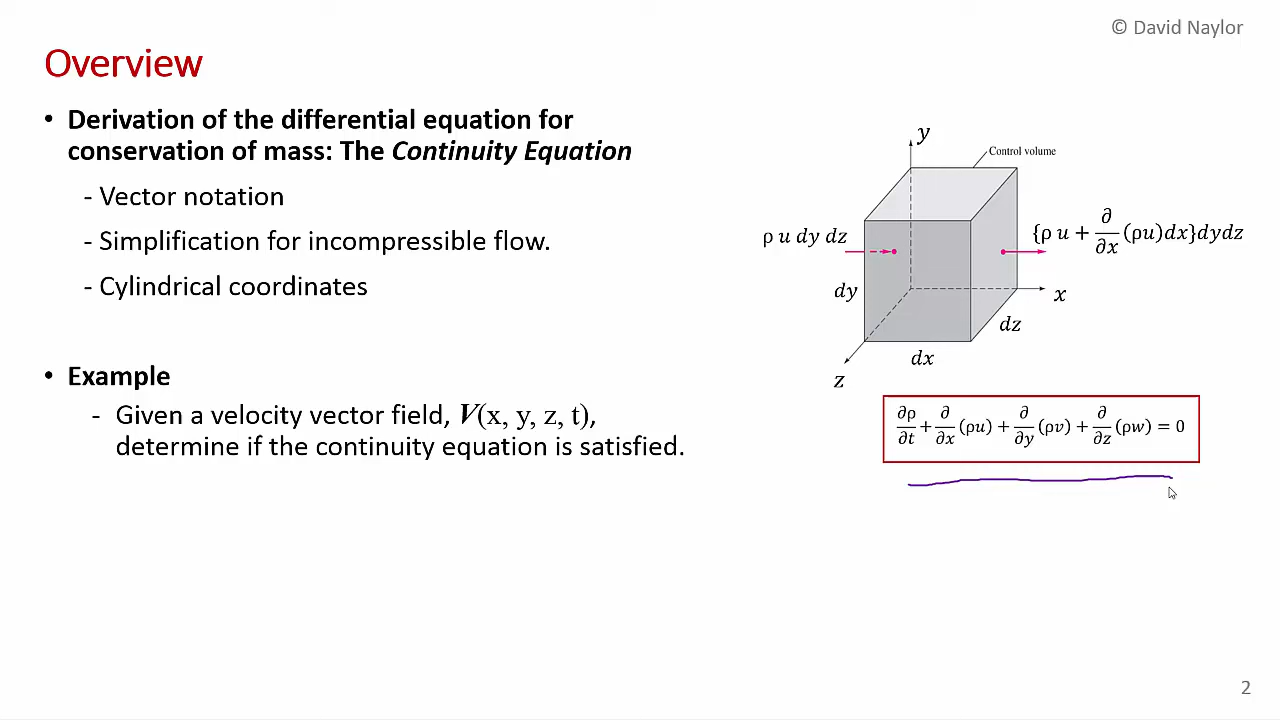 © David Naylor
Overview
• Derivation of the differential equation for
conservation of mass: The Continuity Equation
- Vector notation
- Simplification for incompressible flow.
- Cylindrical coordinates
• Example
- Given a velocity vector field, V(x, y, z, t),
determine if the continuity equation is satisfied.
y
Control volume
ρ u dy dz
{ρ u + ∂/∂x (ρu)dx}dydz
dy
x
dz
dx
z
∂ρ/∂t + ∂/∂x (ρu) + ∂/∂y (ρv) + ∂/∂z (ρw) = 0
2